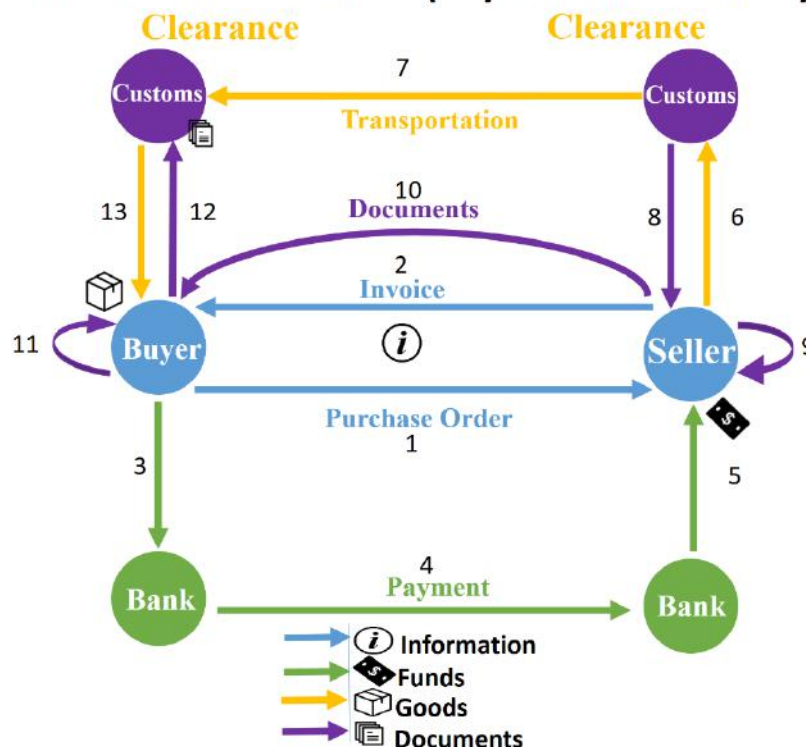 Clearance
Clearance
7
Customs
Customs
Transportation
10
Documents
13
12
8
6
2
Invoice
i
11
Buyer
Seller
9
Purchase Order
1
3
5
4
Payment
Bank
Bank
i Information
$ Funds
Goods
Documents